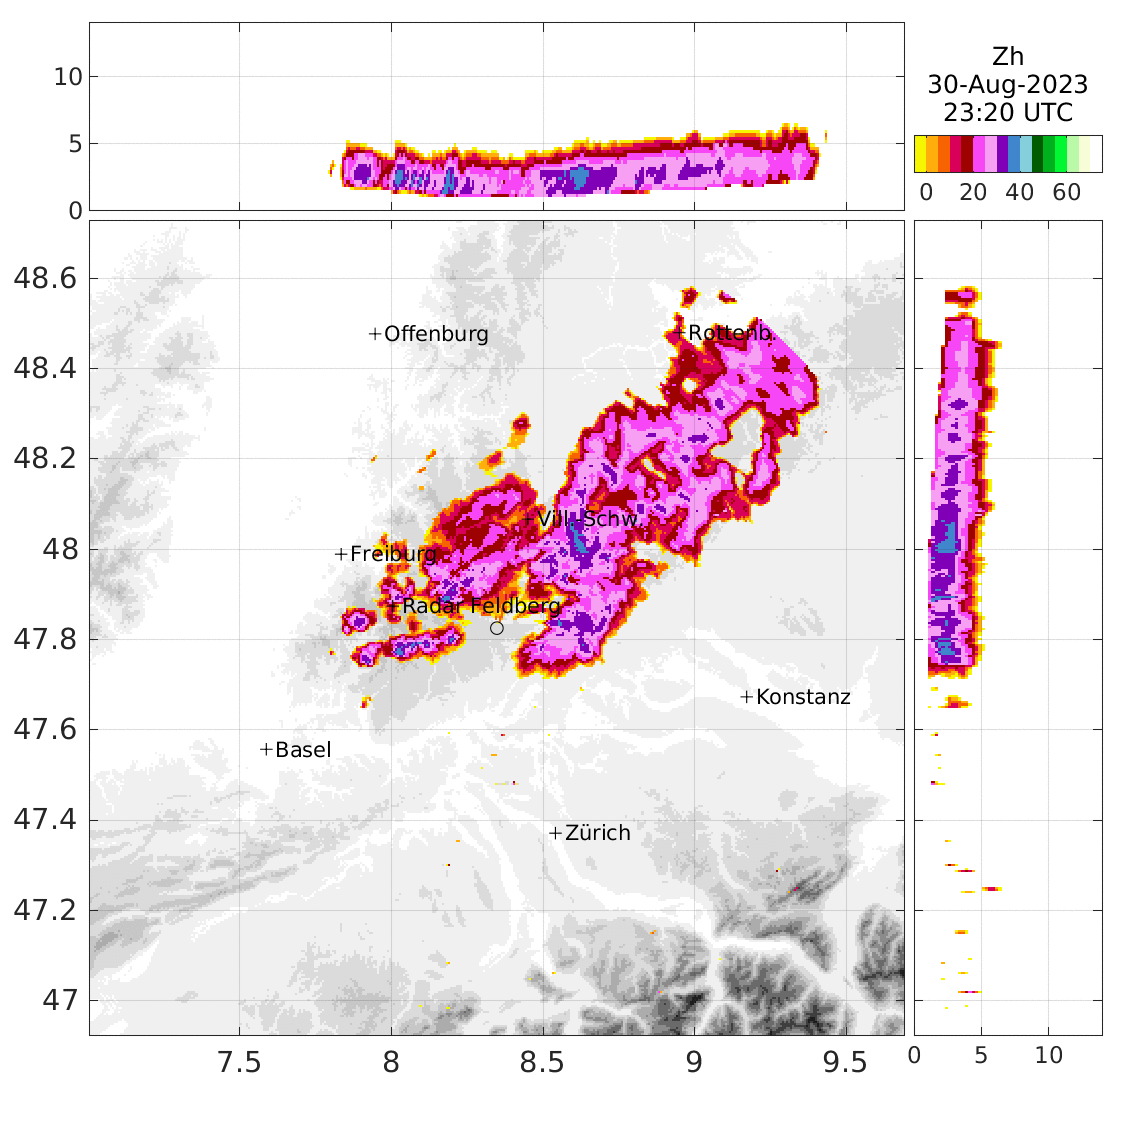 10
5
0
Zh
30-Aug-2023
23:20 UTC
0 20 40 60
48.6
48.4
48.2
48
47.8
47.6
47.4
47.2
47
+Offenburg
+Rottenb.
+Vill.-Schw.
+Freiburg
+Radar Feldberg
+Konstanz
+Basel
+Zürich
7.5 8 8.5 9 9.5
0 5 10